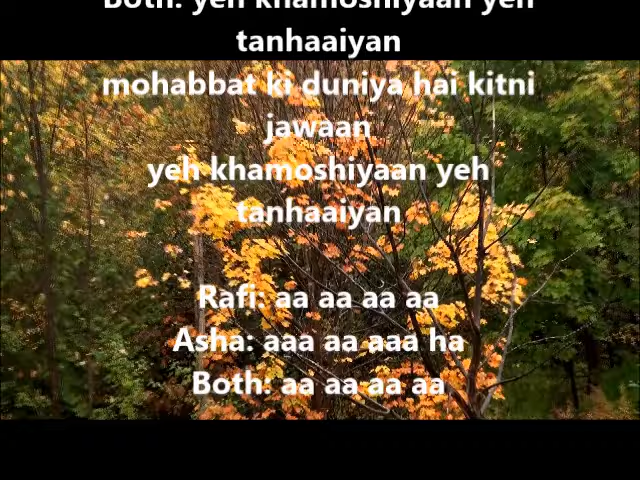 Both: yeh khamoshiyaan yeh
tanhaaiyan
mohabbat ki duniya hai kitni
jawaan
yeh khamoshiyaan yeh
tanhaaiyan
Rafi: aa aa aa aa
Asha: aaa aa aaa ha
Both: aa aa aa aa